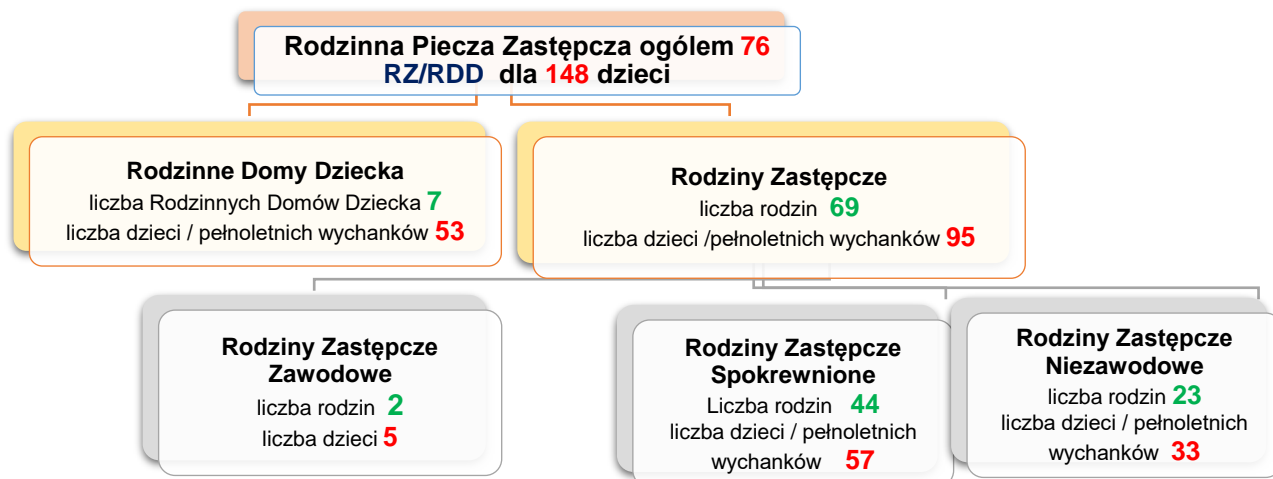 Rodzinna Piecza Zastępcza ogólem 76
RZ/RDD dla 148 dzieci
Rodzinne Domy Dziecka
liczba Rodzinnych Domów Dziecka 7
liczba dzieci / pełnoletnich wychanków 53
Rodziny Zastępcze
liczba rodzin 69
liczba dzieci /pełnoletnich wychanków 95
Rodziny Zastępcze
Zawodowe
liczba rodzin 2
liczba dzieci 5
Rodziny Zastępcze
Spokrewnione
Liczba rodzin 44
liczba dzieci / pełnoletnich
wychanków 57
Rodziny Zastępcze
Niezawodowe
liczba rodzin 23
liczba dzieci / pełnoletnich
wychanków 33